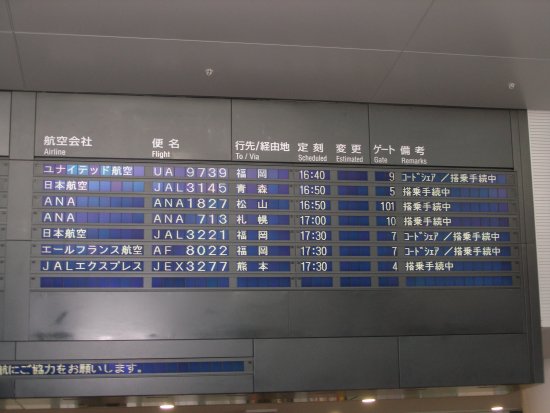 航空会社 便名 行先/経由地 定刻 変更 ゲート 備考
Airline Flight To / Via Scheduled Estimated Gate Remarks
ユナイテッド航空 UA 9739 福岡 16:40 9 コードシェア／搭乗手続中
日本航空 JAL3145 青森 16:50 5 搭乗手続中
ANA ANA1827 松山 16:50 101 搭乗手続中
ANA ANA 713 札幌 17:00 10 搭乗手続中
日本航空 JAL3221 福岡 17:30 7 コードシェア／搭乗手続中
エールフランス航空 AF 8022 福岡 17:30 7 コードシェア／搭乗手続中
JALエクスプレス JEX3277 熊本 17:30 4 搭乗手続中
航にご協力をお願いします。